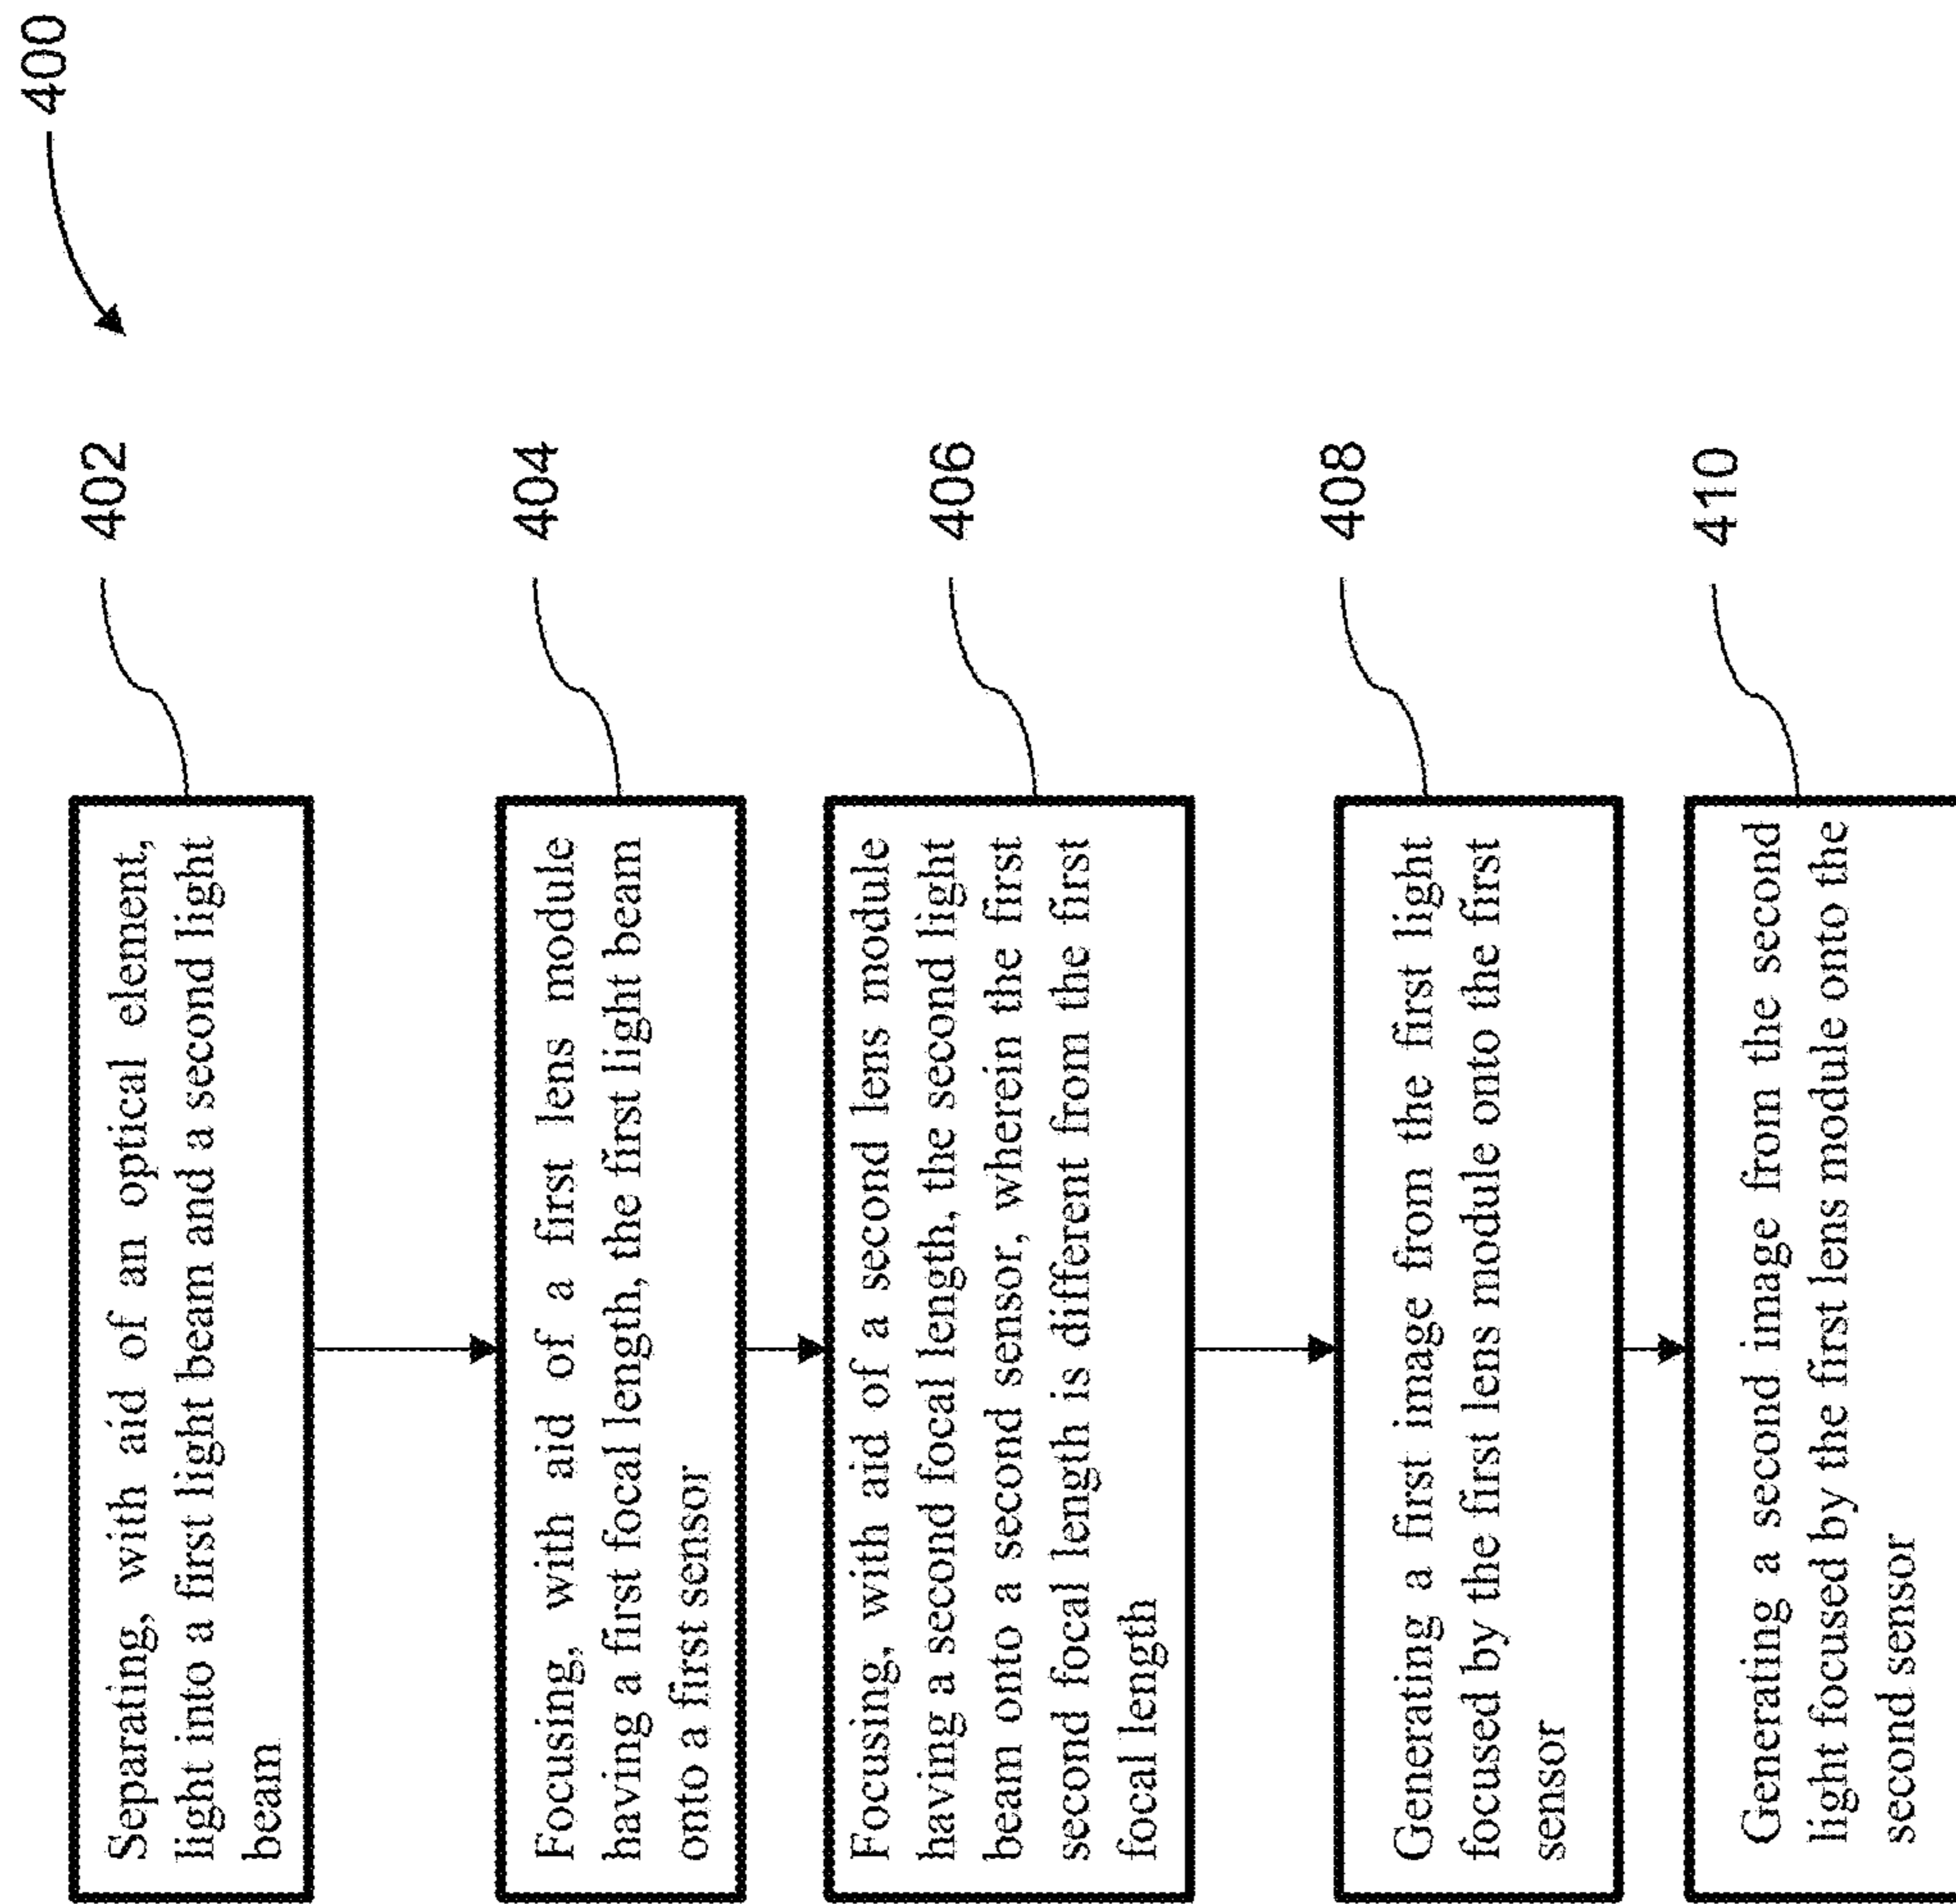 400
Separating, with aid of an optical element,
light into a first light beam and a second light
beam
402
Focusing, with aid of a first lens module
having a first focal length, the first light beam
onto a first sensor
404
Focusing, with aid of a second lens module
having a second focal length, the second light
beam onto a second sensor, wherein the first
second focal length is different from the first
focal length
406
Generating a first image from the first light
focused by the first lens module onto the first
sensor
408
Generating a second image from the second
light focused by the first lens module onto the
second sensor
410